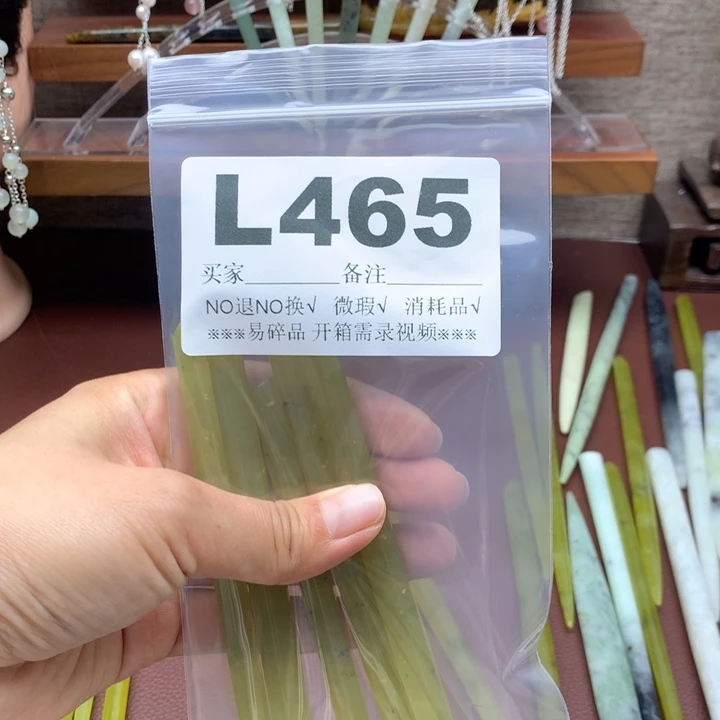 L465
买家________备注________
NO退NO换√ 微瑕√ 消耗品√
※※※易碎品 开箱需录视频※※※